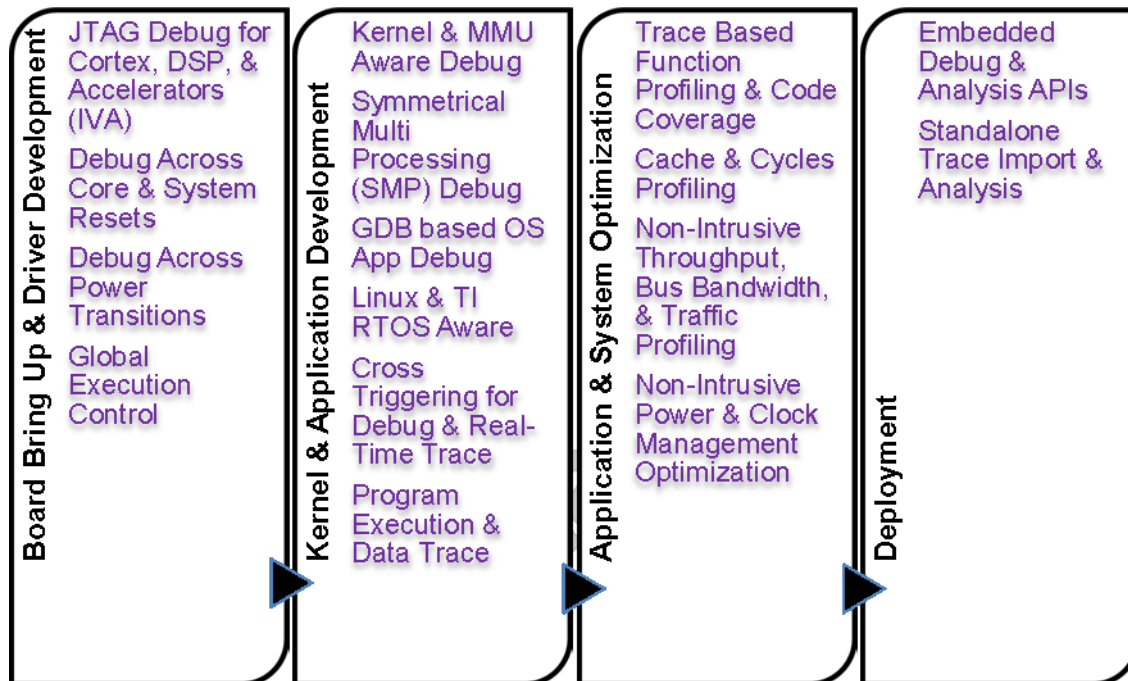 Board Bring Up & Driver Development
JTAG Debug for
Cortex, DSP, &
Accelerators
(IVA)
Debug Across
Core & System
Resets
Debug Across
Power
Transitions
Global
Execution
Control
Kernel & Application Development
Kernel & MMU
Aware Debug
Symmetrical
Multi
Processing
(SMP) Debug
GDB based OS
App Debug
Linux & TI
RTOS Aware
Cross
Triggering for
Debug & Real-
Time Trace
Program
Execution &
Data Trace
Application & System Optimization
Trace Based
Function
Profiling & Code
Coverage
Cache & Cycles
Profiling
Non-Intrusive
Throughput,
Bus Bandwidth,
& Traffic
Profiling
Non-Intrusive
Power & Clock
Management
Optimization
Deployment
Embedded
Debug &
Analysis APIs
Standalone
Trace Import &
Analysis